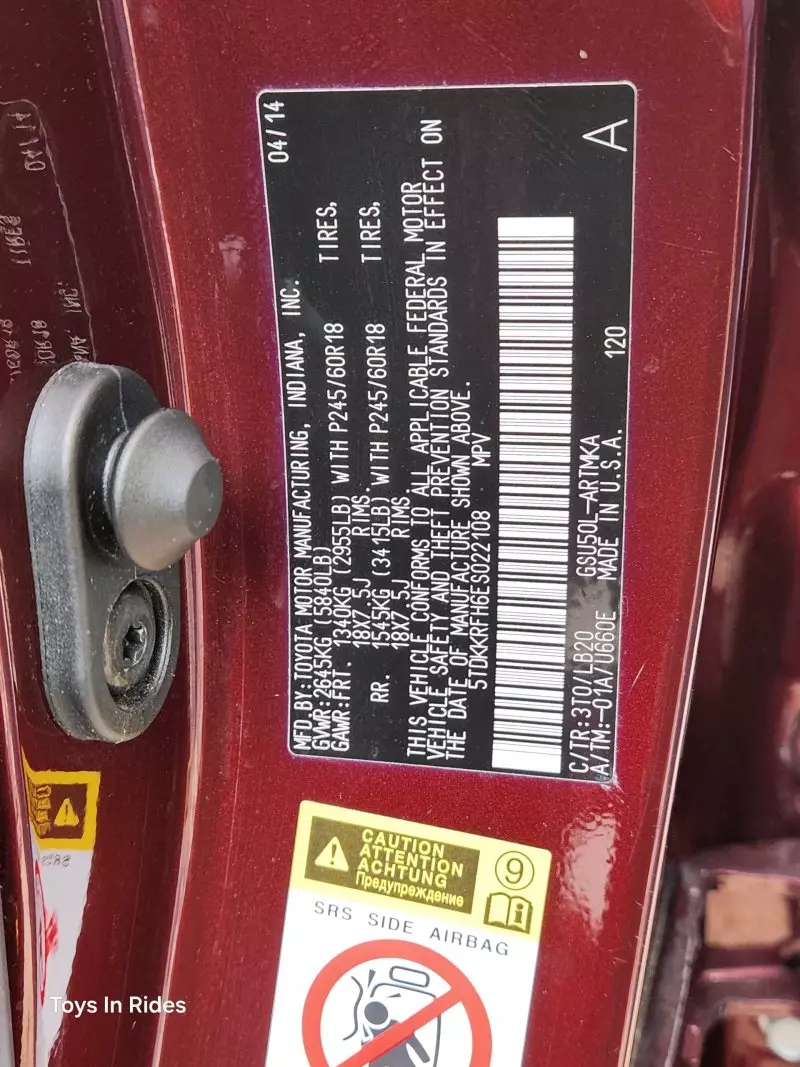 04/14
MFD.BY:TOYOTA MOTOR MANUFACTURING, INDIANA, INC.
GVWR:2645KG (5840LB)
GAWR:FRT. 1340KG (2955LB) WITH P245/60R18 TIRES,
18X7.5J RIMS.
RR. 1545KG (3415LB) WITH P245/60R18 TIRES,
18X7.5J RIMS.
THIS VEHICLE CONFORMS TO ALL APPLICABLE FEDERAL MOTOR
VEHICLE SAFETY AND THEFT PREVENTION STANDARDS IN EFFECT ON
THE DATE OF MANUFACTURE SHOWN ABOVE.
5TDKKRFH6ES022108 MPV
120
C/TR:3T0/LB20 GSU50L-ARTMKA
A/TM:-01A/U660E MADE IN U.S.A.
A
CAUTION
ATTENTION
ACHTUNG
Предупреждение
9
i
SRS SIDE AIRBAG
Toys In Rides